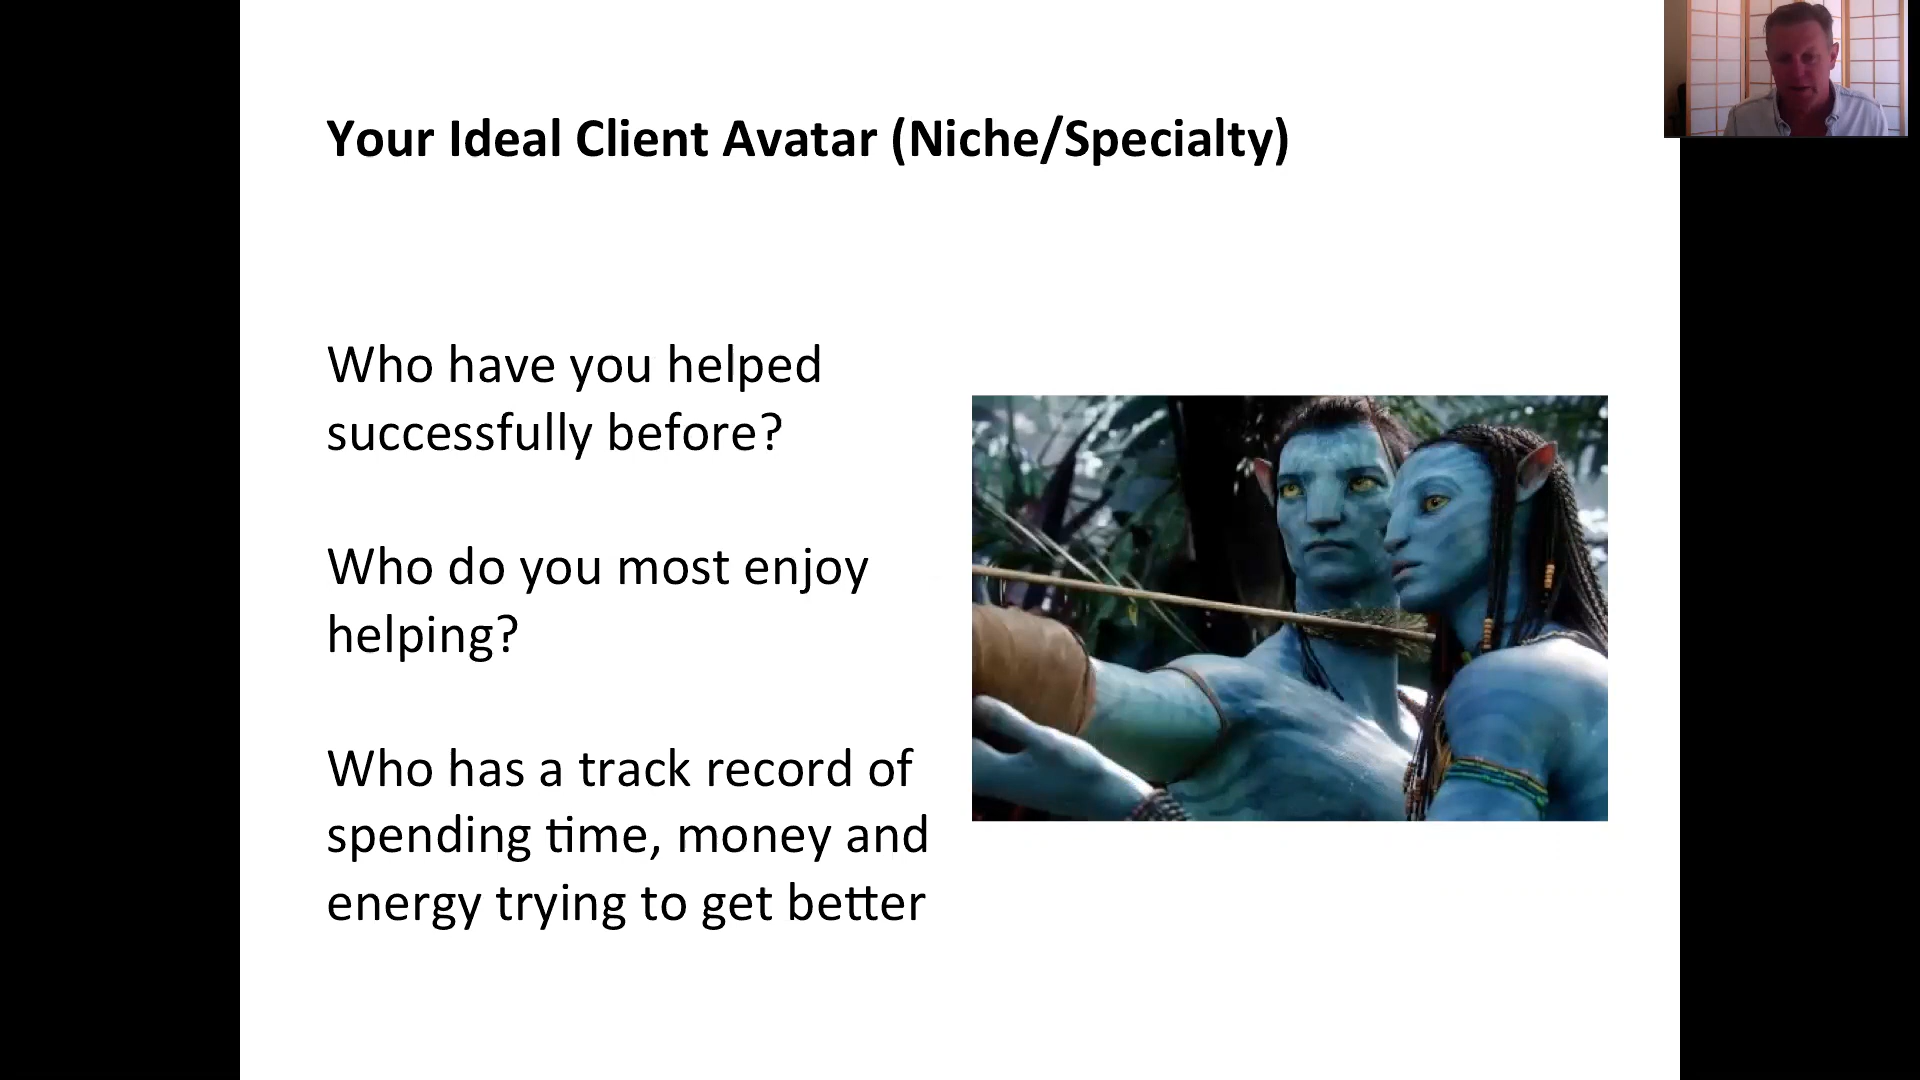 Your Ideal Client Avatar (Niche/Specialty)
Who have you helped
successfully before?
Who do you most enjoy
helping?
Who has a track record of
spending time, money and
energy trying to get better